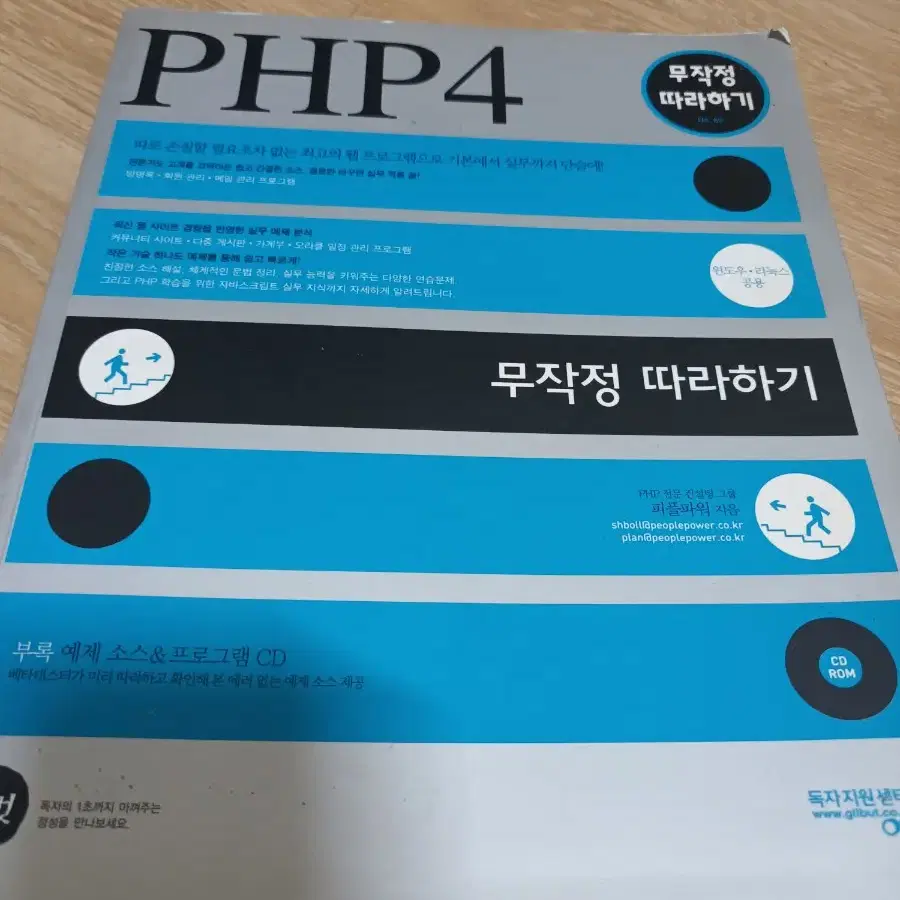 PHP4
무작정
따라하기
따로 손질할 필요조차 없는 최고의 웹 프로그램으로 기본에서 실무까지 단숨에!
방명록 · 회원 관리 · 메일 관리 프로그램
최신 웹 사이트 경향을 반영한 실무 예제 분석
커뮤니티 사이트 · 다중 게시판 · 가계부 · 오라클 일정 관리 프로그램
작은 기술 하나도 예제를 통해 쉽고 빠르게!
친절한 소스 해설, 체계적인 문법 정리, 실무 능력을 키워주는 다양한 연습문제.
그리고 PHP 학습을 위한 자바스크립트 실무 지식까지 자세하게 알려드립니다.
윈도우 · 리눅스
공용
무작정 따라하기
PHP 전문 컨설팅 그룹
피플파워 지음
shboll@peoplepower.co.kr
plan@peoplepower.co.kr
부록 예제 소스&프로그램 CD
베타테스터가 미리 따라하고 확인해 본 에러 없는 예제 소스 제공
CD
ROM
벗
독자의 1초까지 아껴주는
정성을 만나보세요.
독자지원센터
www.gilbut.co.